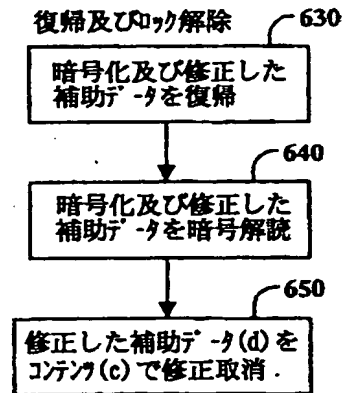 復帰及びﾛｯｸ解除
630
暗号化及び修正した
補助ﾃﾞｰﾀを復帰
640
暗号化及び修正した
補助ﾃﾞｰﾀを暗号解読
650
修正した補助ﾃﾞｰﾀ(d)を
ｺﾝﾃﾝﾂ(c)で修正取消.